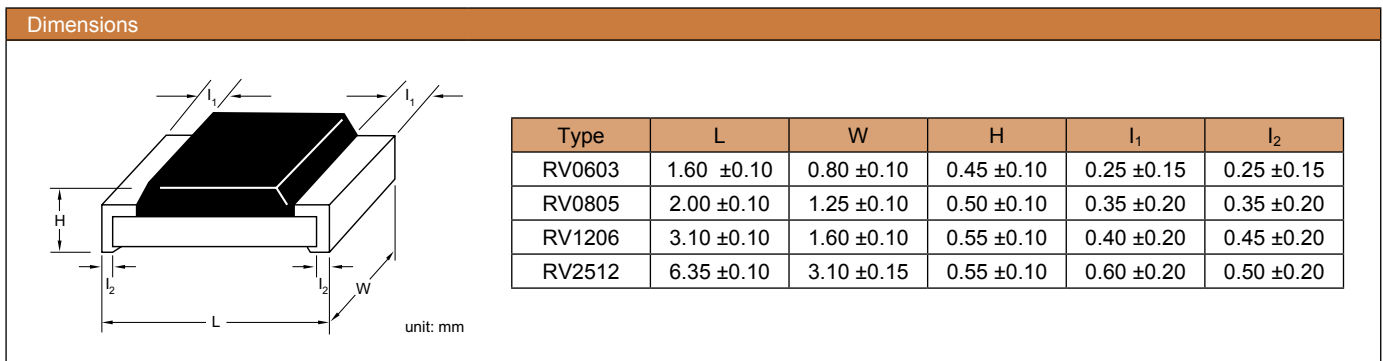 Dimensions
l1 l1
H
l2 l2 W
L
unit: mm
Type L W H l1 l2
RV0603 1.60 ±0.10 0.80 ±0.10 0.45 ±0.10 0.25 ±0.15 0.25 ±0.15
RV0805 2.00 ±0.10 1.25 ±0.10 0.50 ±0.10 0.35 ±0.20 0.35 ±0.20
RV1206 3.10 ±0.10 1.60 ±0.10 0.55 ±0.10 0.40 ±0.20 0.45 ±0.20
RV2512 6.35 ±0.10 3.10 ±0.15 0.55 ±0.10 0.60 ±0.20 0.50 ±0.20